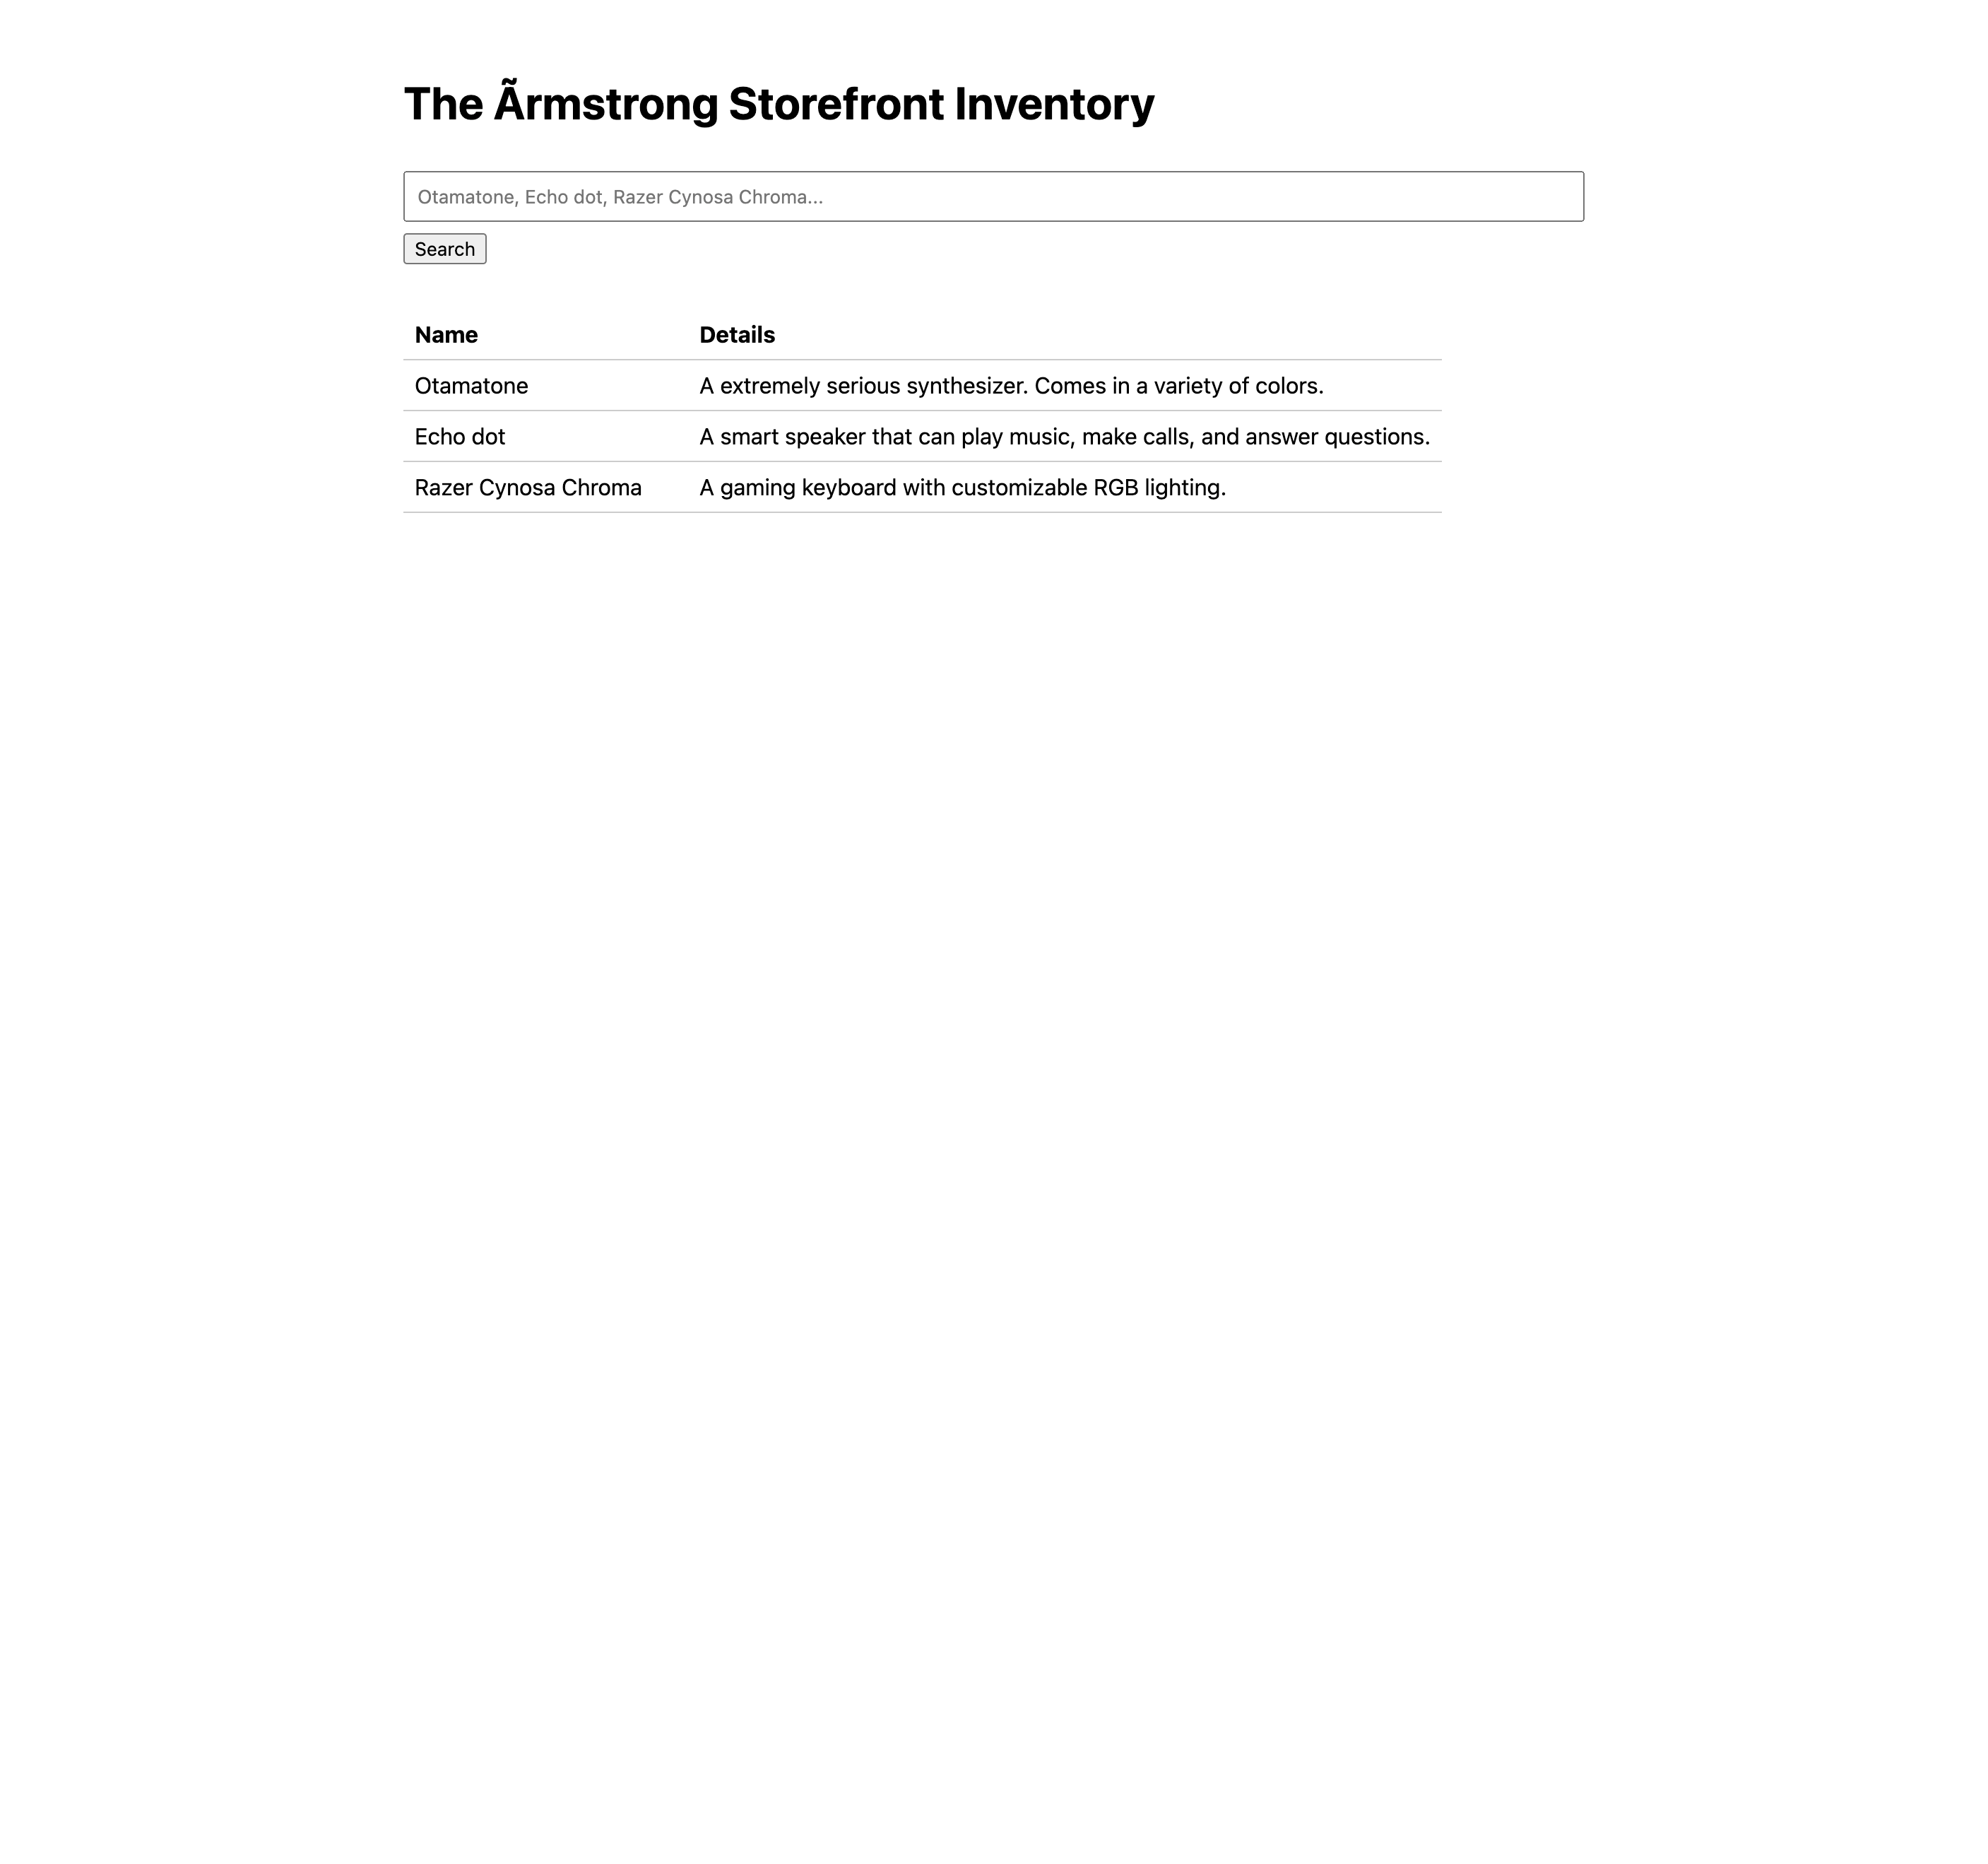 The Ãrmstrong Storefront Inventory
Otamatone, Echo dot, Razer Cynosa Chroma...
Search
Name Details
Otamatone A extremely serious synthesizer. Comes in a variety of colors.
Echo dot A smart speaker that can play music, make calls, and answer questions.
Razer Cynosa Chroma A gaming keyboard with customizable RGB lighting.